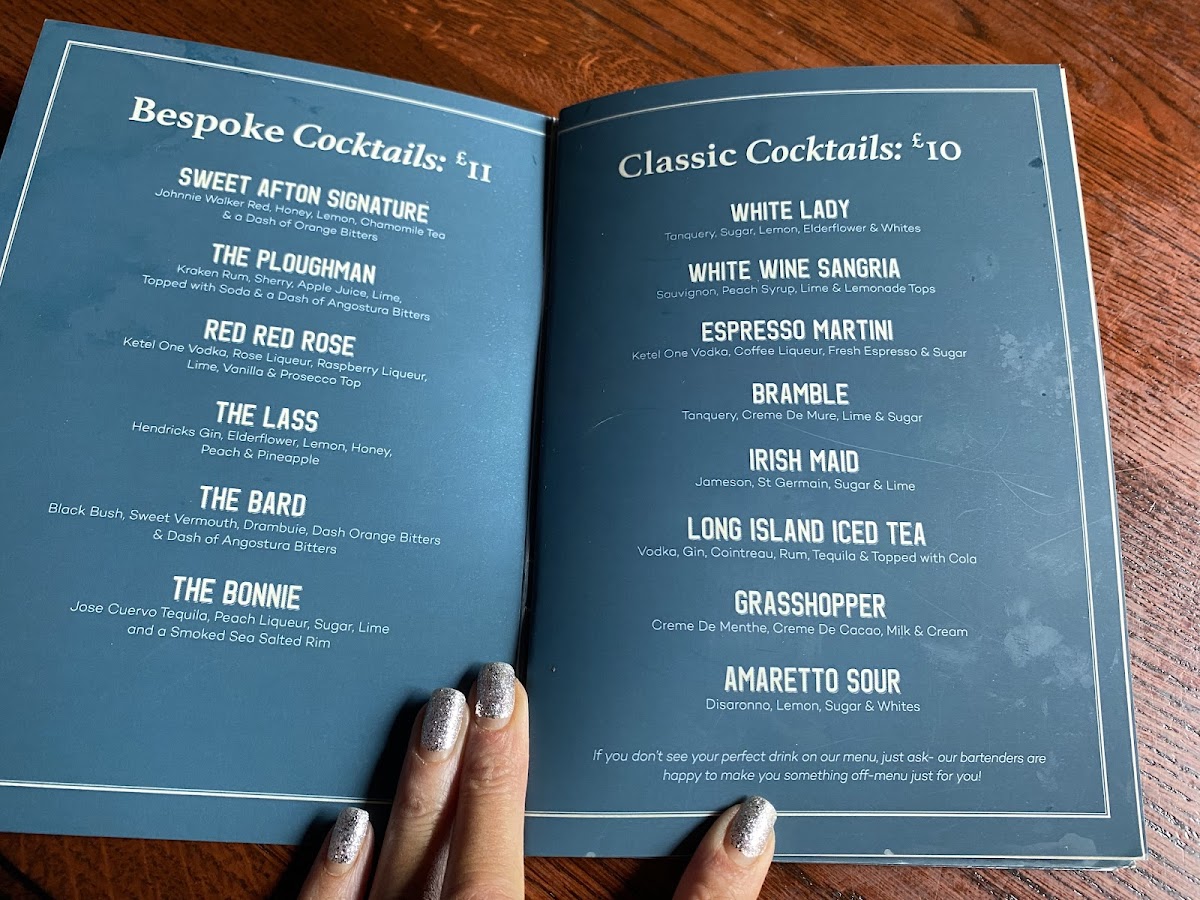 Bespoke Cocktails: £11
SWEET AFTON SIGNATURE
Johnnie Walker Red, Honey, Lemon, Chamomile Tea
& a Dash of Orange Bitters
THE PLOUGHMAN
Kraken Rum, Sherry, Apple Juice, Lime,
Topped with Soda & a Dash of Angostura Bitters
RED RED ROSE
Ketel One Vodka, Rose Liqueur, Raspberry Liqueur,
Lime, Vanilla & Prosecco Top
THE LASS
Hendricks Gin, Elderflower, Lemon, Honey,
Peach & Pineapple
THE BARD
Black Bush, Sweet Vermouth, Drambuie, Dash Orange Bitters
& Dash of Angostura Bitters
THE BONNIE
Jose Cuervo Tequila, Peach Liqueur, Sugar, Lime
and a Smoked Sea Salted Rim
Classic Cocktails: £10
WHITE LADY
Tanquery, Sugar, Lemon, Elderflower & Whites
WHITE WINE SANGRIA
Sauvignon, Peach Syrup, Lime & Lemonade Tops
ESPRESSO MARTINI
Ketel One Vodka, Coffee Liqueur, Fresh Espresso & Sugar
BRAMBLE
Tanquery, Creme De Mure, Lime & Sugar
IRISH MAID
Jameson, St Germain, Sugar & Lime
LONG ISLAND ICED TEA
Vodka, Gin, Cointreau, Rum, Tequila & Topped with Cola
GRASSHOPPER
Creme De Menthe, Creme De Cacao, Milk & Cream
AMARETTO SOUR
Disaronno, Lemon, Sugar & Whites
If you don't see your perfect drink on our menu, just ask- our bartenders are
happy to make you something off-menu just for you!